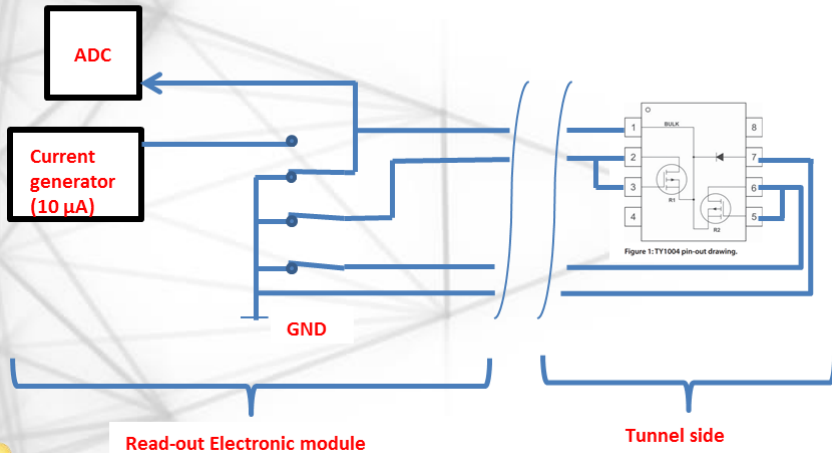 ADC
Current
generator
(10 µA)
GND
1
2
3
4
BULK
R1
R2
8
7
6
5
Figure 1: TY1004 pin-out drawing.
Read-out Electronic module
Tunnel side